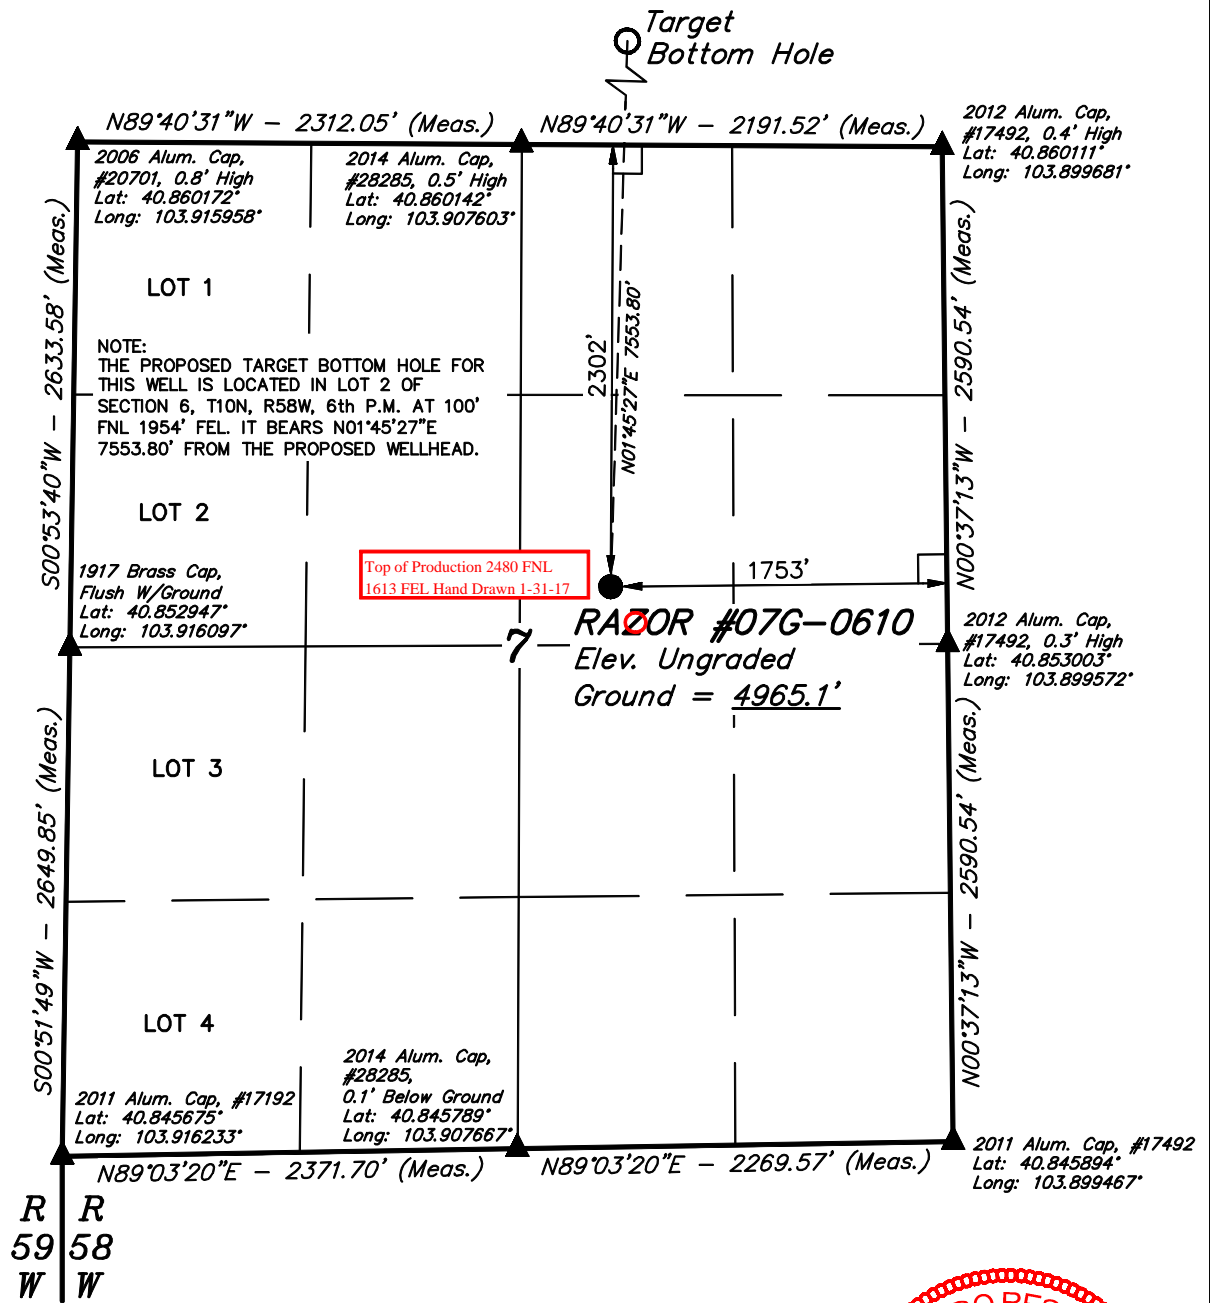 Target
Bottom Hole
N89°40'31"W - 2312.05' (Meas.)
N89°40'31"W - 2191.52' (Meas.)
2012 Alum. Cap,
#17492, 0.4' High
Lat: 40.860111°
Long: 103.899681°
2006 Alum. Cap,
#20701, 0.8' High
Lat: 40.860172°
Long: 103.915958°
2014 Alum. Cap,
#28285, 0.5' High
Lat: 40.860142°
Long: 103.907603°
S00°53'40"W - 2633.58' (Meas.)
N00°37'13"W - 2590.54' (Meas.)
LOT 1
2302'
N01°45'27"E 7553.80'
NOTE:
THE PROPOSED TARGET BOTTOM HOLE FOR
THIS WELL IS LOCATED IN LOT 2 OF
SECTION 6, T10N, R58W, 6th P.M. AT 100'
FNL 1954' FEL. IT BEARS N01°45'27"E
7553.80' FROM THE PROPOSED WELLHEAD.
LOT 2
Top of Production 2480 FNL
1613 FEL Hand Drawn 1-31-17
1753'
1917 Brass Cap,
Flush W/Ground
Lat: 40.852947°
Long: 103.916097°
RAZOR #07G-0610
Elev. Ungraded
Ground = 4965.1'
7
2012 Alum. Cap,
#17492, 0.3' High
Lat: 40.853003°
Long: 103.899572°
S00°51'49"W - 2649.85' (Meas.)
N00°37'13"W - 2590.54' (Meas.)
LOT 3
LOT 4
2011 Alum. Cap, #17192
Lat: 40.845675°
Long: 103.916233°
2014 Alum. Cap,
#28285,
0.1' Below Ground
Lat: 40.845789°
Long: 103.907667°
2011 Alum. Cap, #17492
Lat: 40.845894°
Long: 103.899467°
N89°03'20"E - 2371.70' (Meas.)
N89°03'20"E - 2269.57' (Meas.)
R R
59 58
W W